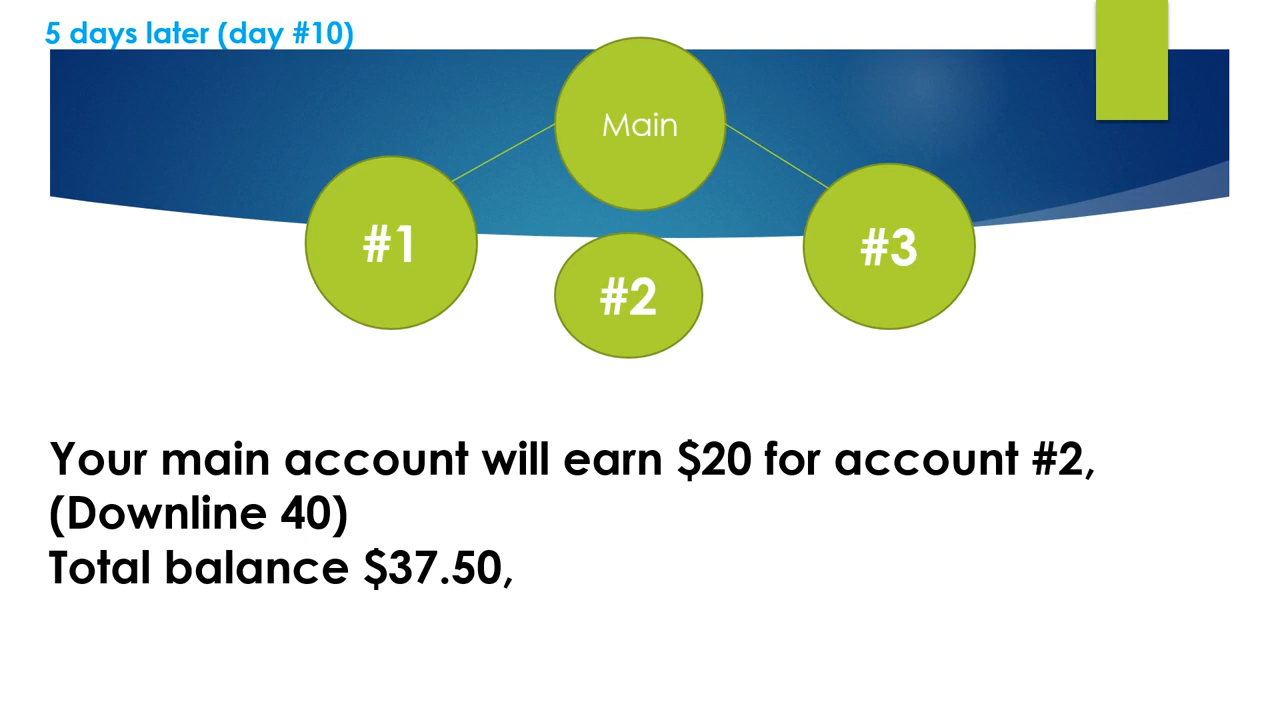 5 days later (day #10)
Main
#1
#2
#3
Your main account will earn $20 for account #2,
(Downline 40)
Total balance $37.50,